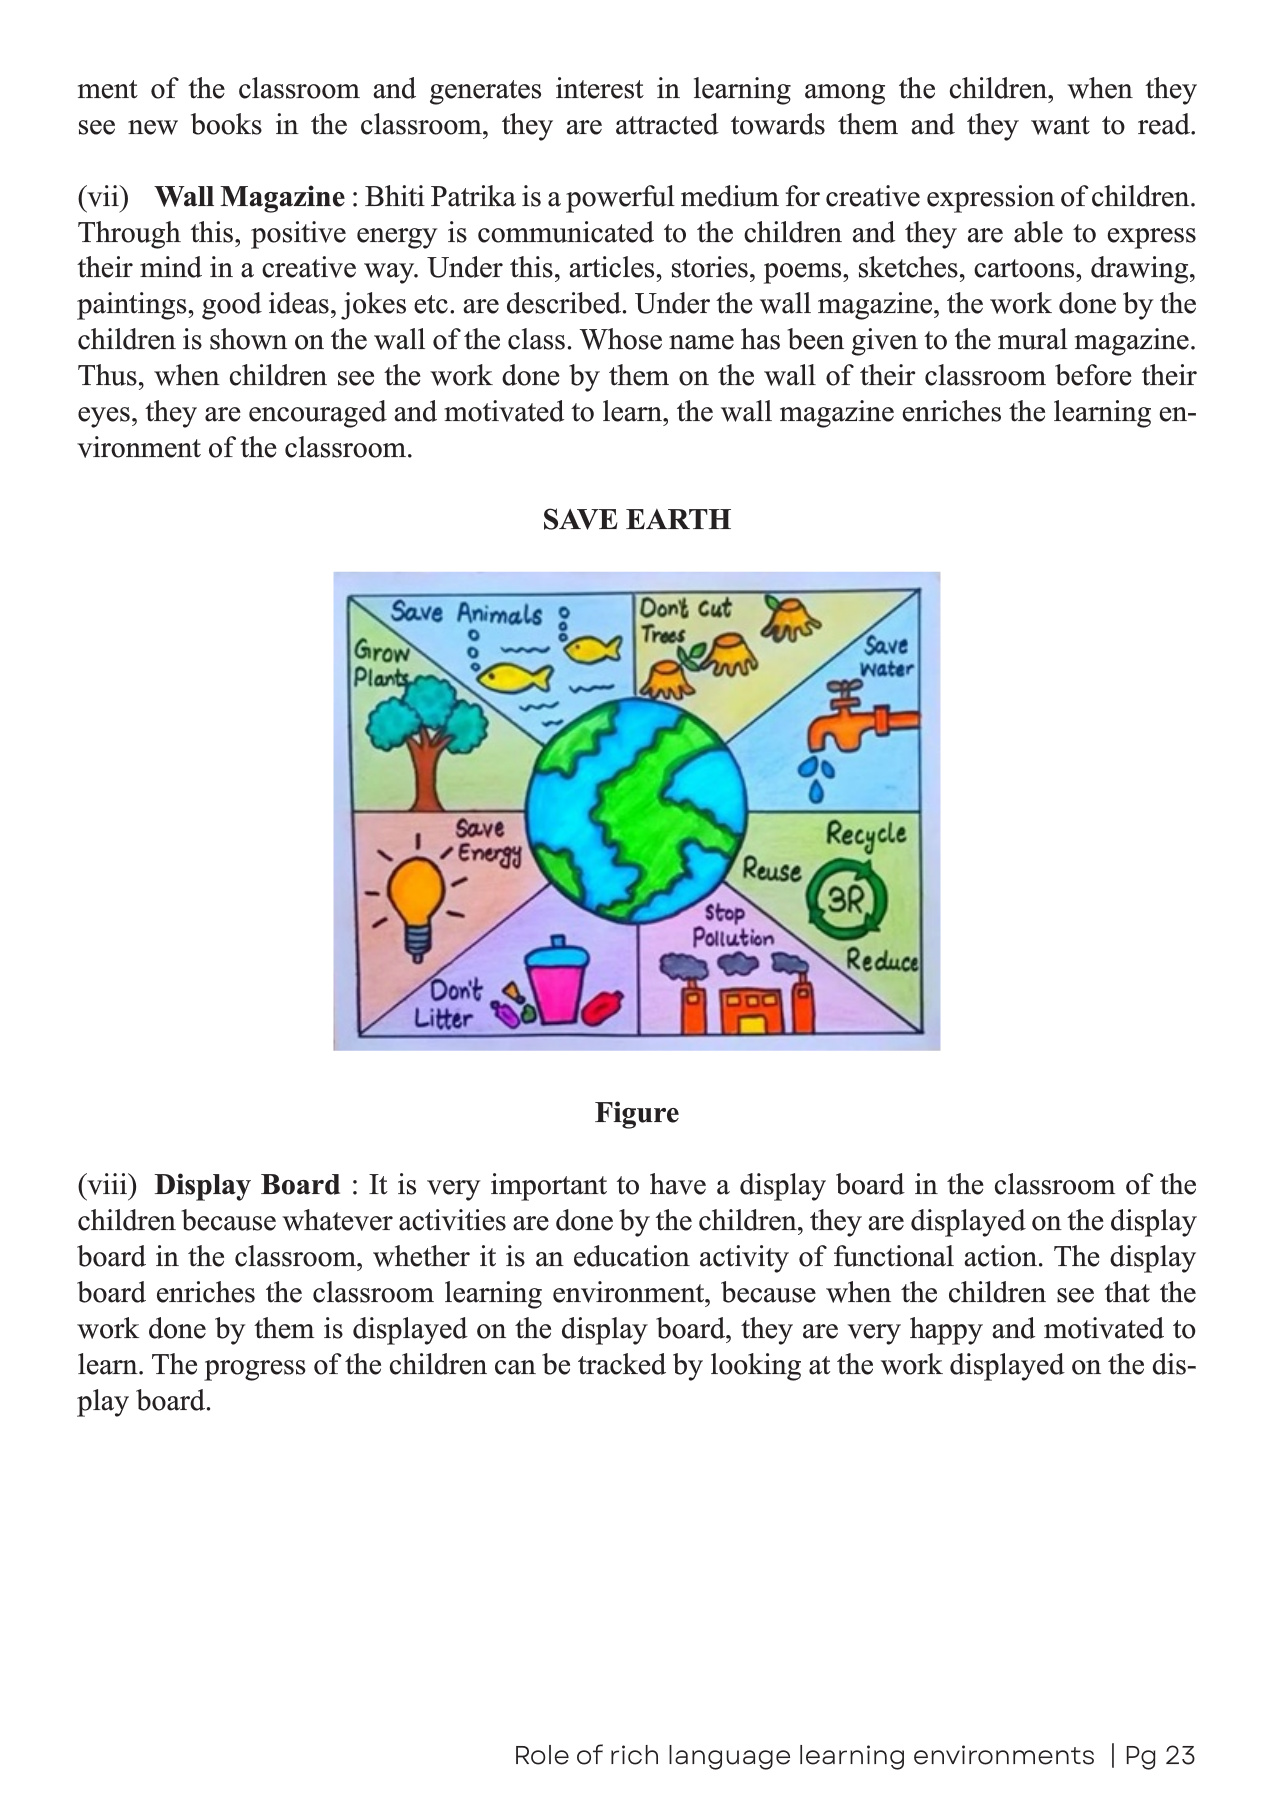 ment of the classroom and generates interest in learning among the children, when they
see new books in the classroom, they are attracted towards them and they want to read.
(vii) Wall Magazine : Bhiti Patrika is a powerful medium for creative expression of children.
Through this, positive energy is communicated to the children and they are able to express
their mind in a creative way. Under this, articles, stories, poems, sketches, cartoons, drawing,
paintings, good ideas, jokes etc. are described. Under the wall magazine, the work done by the
children is shown on the wall of the class. Whose name has been given to the mural magazine.
Thus, when children see the work done by them on the wall of their classroom before their
eyes, they are encouraged and motivated to learn, the wall magazine enriches the learning en-
vironment of the classroom.
SAVE EARTH
Save Animals
Don't Cut
Trees
Grow
Plants
Save
Water
Save
Energy
Recycle
Reuse
3R
Reduce
Stop
Pollution
Don't
Litter
Figure
(viii) Display Board : It is very important to have a display board in the classroom of the
children because whatever activities are done by the children, they are displayed on the display
board in the classroom, whether it is an education activity of functional action. The display
board enriches the classroom learning environment, because when the children see that the
work done by them is displayed on the display board, they are very happy and motivated to
learn. The progress of the children can be tracked by looking at the work displayed on the dis-
play board.
Role of rich language learning environments | Pg 23